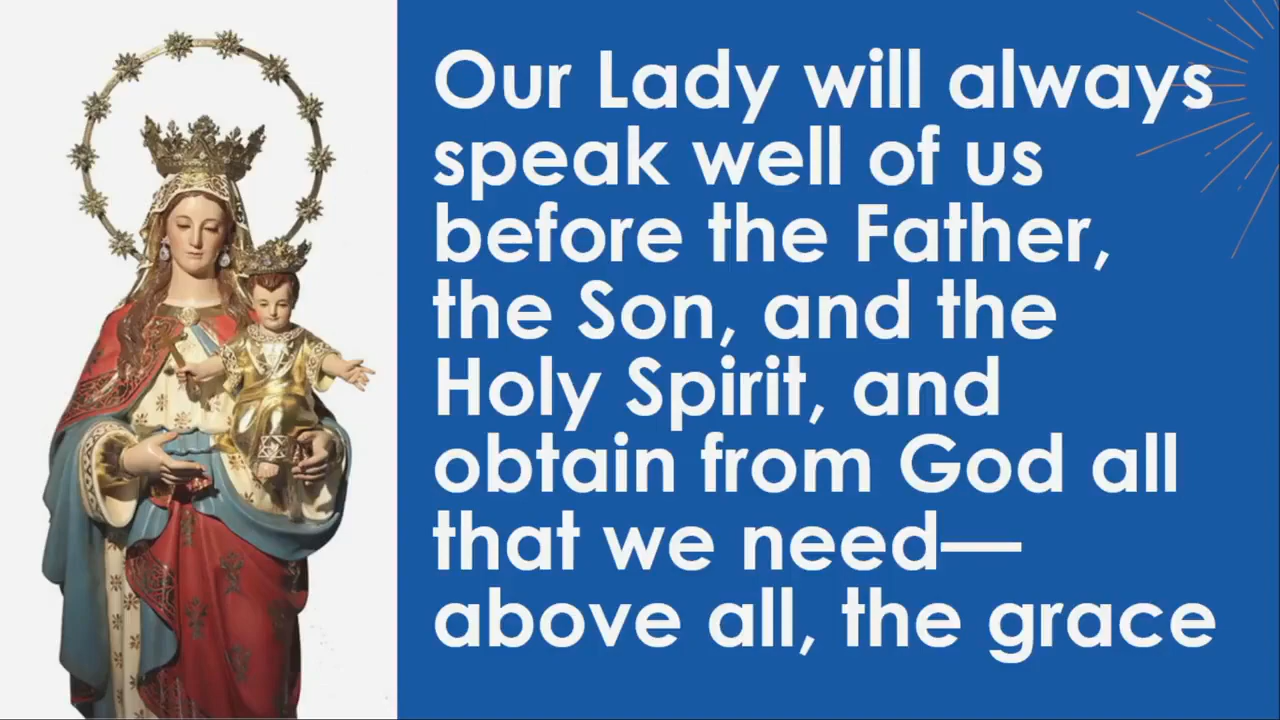 Our Lady will always
speak well of us
before the Father,
the Son, and the
Holy Spirit, and
obtain from God all
that we need—
above all, the grace